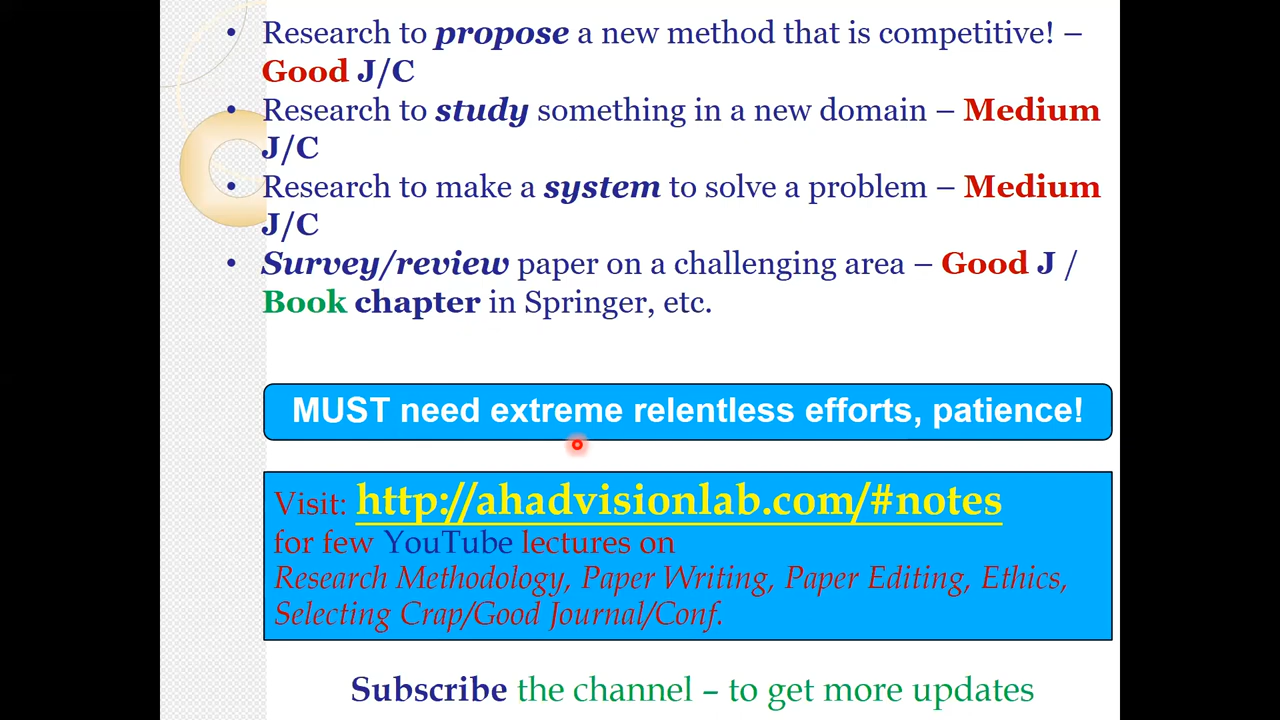 • Research to propose a new method that is competitive! –
Good J/C
• Research to study something in a new domain – Medium
J/C
• Research to make a system to solve a problem – Medium
J/C
• Survey/review paper on a challenging area – Good J /
Book chapter in Springer, etc.
MUST need extreme relentless efforts, patience!
Visit: http://ahadvisionlab.com/#notes
for few YouTube lectures on
Research Methodology, Paper Writing, Paper Editing, Ethics,
Selecting Crap/Good Journal/Conf.
Subscribe the channel – to get more updates